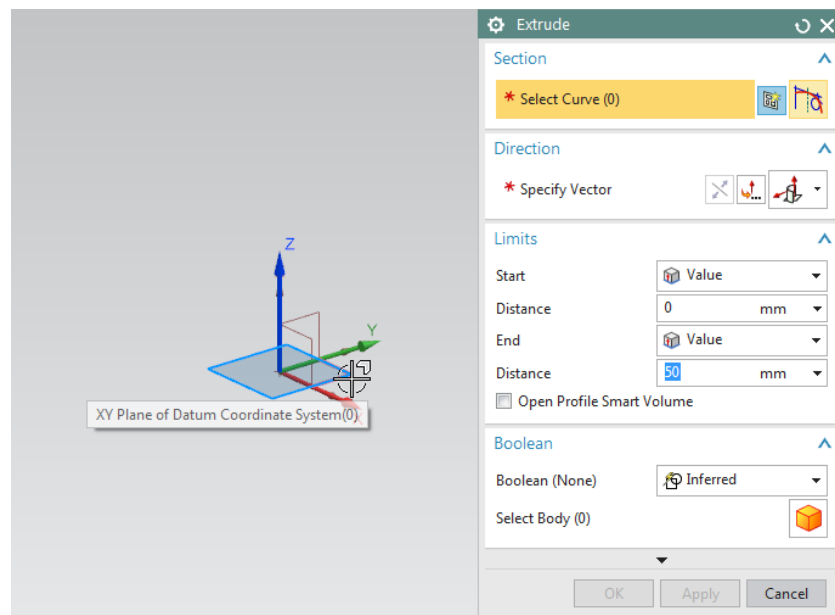 Extrude
Section
* Select Curve (0)
Direction
* Specify Vector
Limits
Start Value
Distance 0 mm
End Value
Distance 50 mm
Open Profile Smart Volume
Boolean
Boolean (None) Inferred
Select Body (0)
OK Apply Cancel
Z
Y
X
XY Plane of Datum Coordinate System(0)